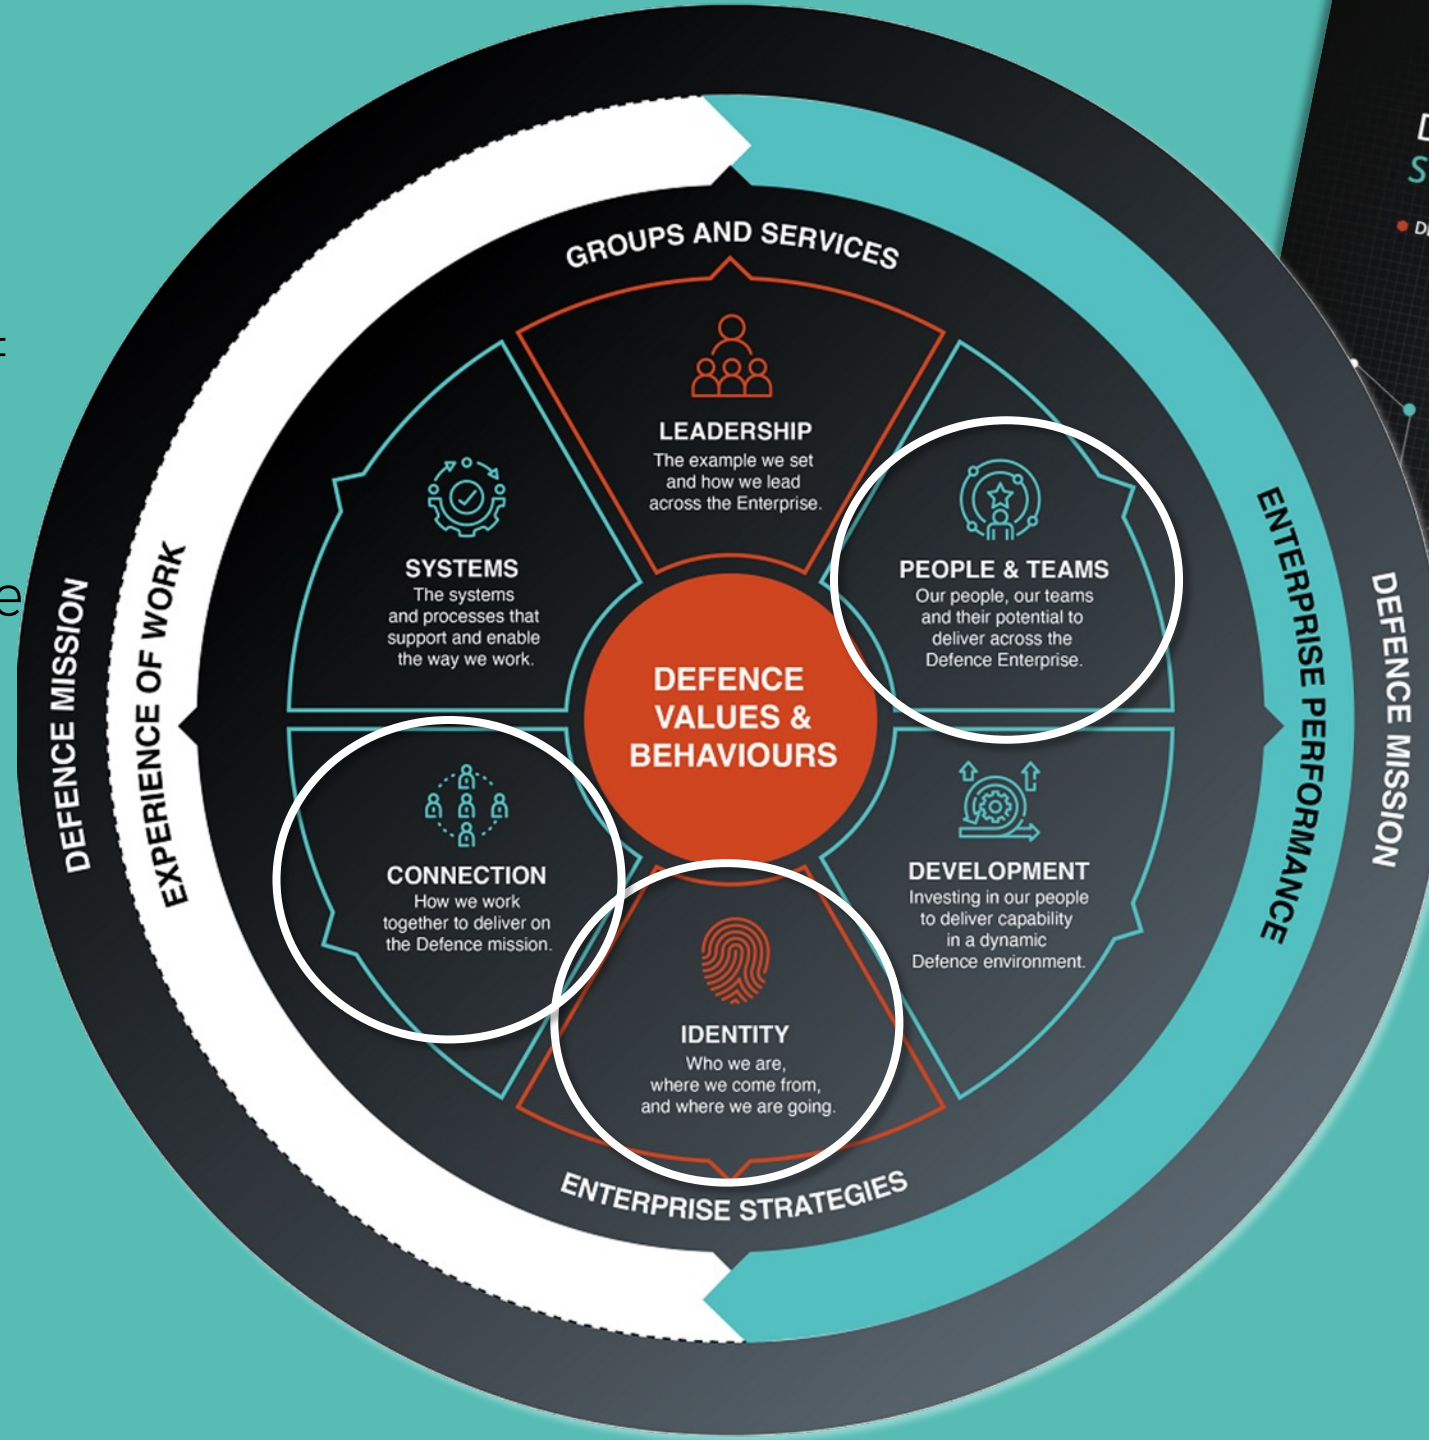 GROUPS AND SERVICES
LEADERSHIP
The example we set
and how we lead
across the Enterprise.
SYSTEMS
The systems
and processes that
support and enable
the way we work.
PEOPLE & TEAMS
Our people, our teams
and their potential to
deliver across the
Defence Enterprise.
DEFENCE
VALUES &
BEHAVIOURS
CONNECTION
How we work
together to deliver on
the Defence mission.
DEVELOPMENT
Investing in our people
to deliver capability
in a dynamic
Defence environment.
IDENTITY
Who we are,
where we come from,
and where we are going.
ENTERPRISE STRATEGIES
DEFENCE MISSION
EXPERIENCE OF WORK
ENTERPRISE PERFORMANCE
DEFENCE MISSION